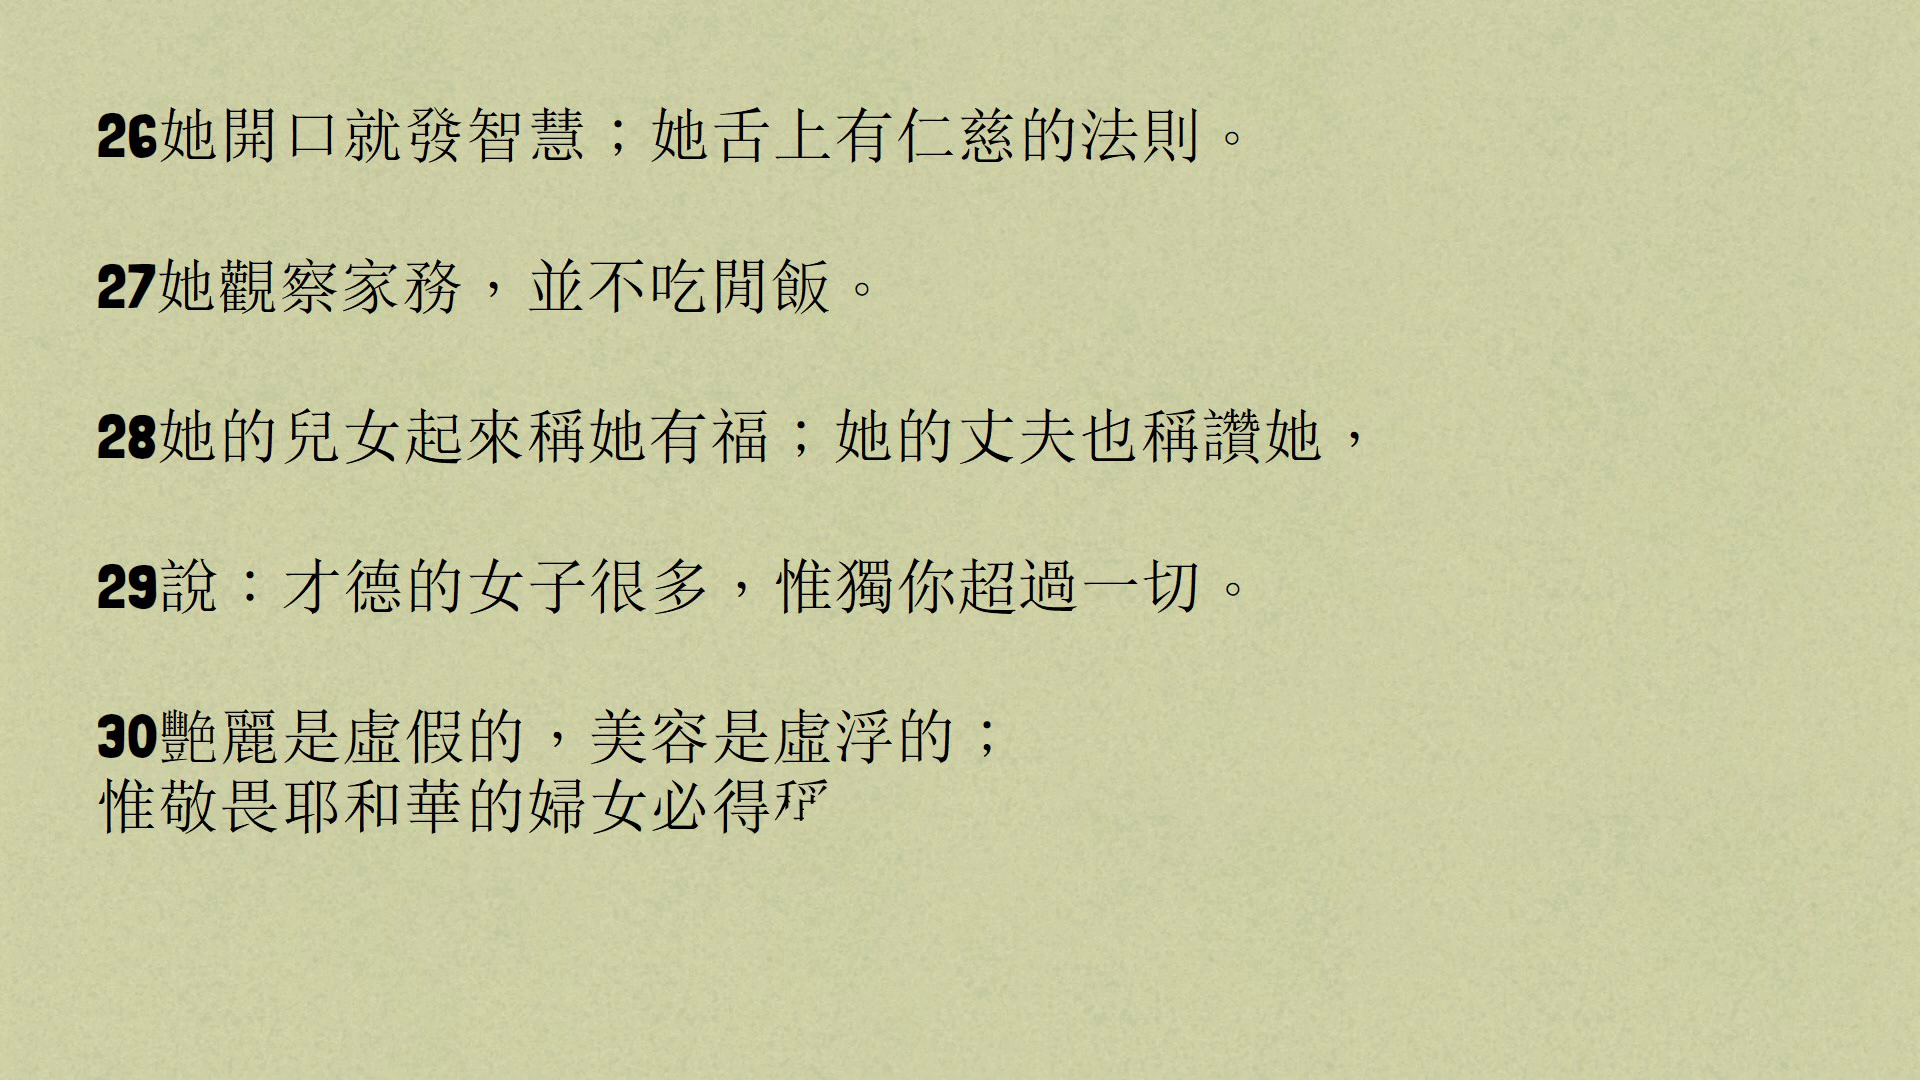 26她開口就發智慧；她舌上有仁慈的法則。
27她觀察家務，並不吃閒飯。
28她的兒女起來稱她有福；她的丈夫也稱讚她，
29說：才德的女子很多，惟獨你超過一切。
30豔麗是虛假的，美容是虛浮的；
惟敬畏耶和華的婦女必得